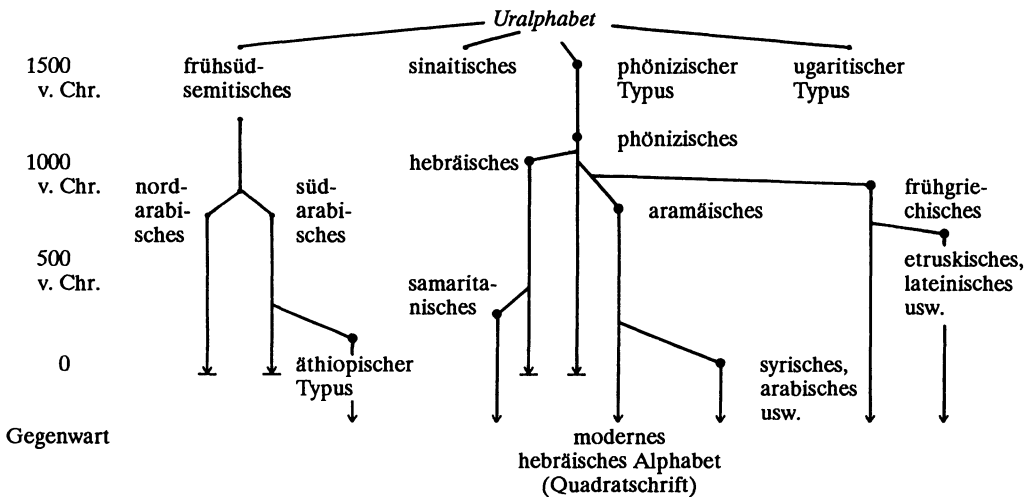 Uralphabet
1500
v. Chr.
frühsüd-
semitisches
sinaitisches
phönizischer
Typus
ugaritischer
Typus
phönizisches
1000
v. Chr.
hebräisches
nord-
arabi-
sches
süd-
arabi-
sches
aramäisches
frühgrie-
chisches
500
v. Chr.
samarita-
nisches
etruskisches,
lateinisches
usw.
0
äthiopischer
Typus
syrisches,
arabisches
usw.
Gegenwart
modernes
hebräisches Alphabet
(Quadratschrift)